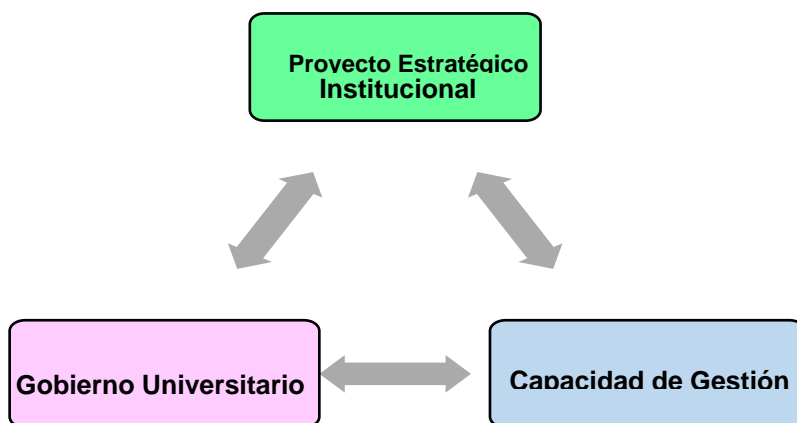 Proyecto Estratégico
Institucional
Gobierno Universitario
Capacidad de Gestión